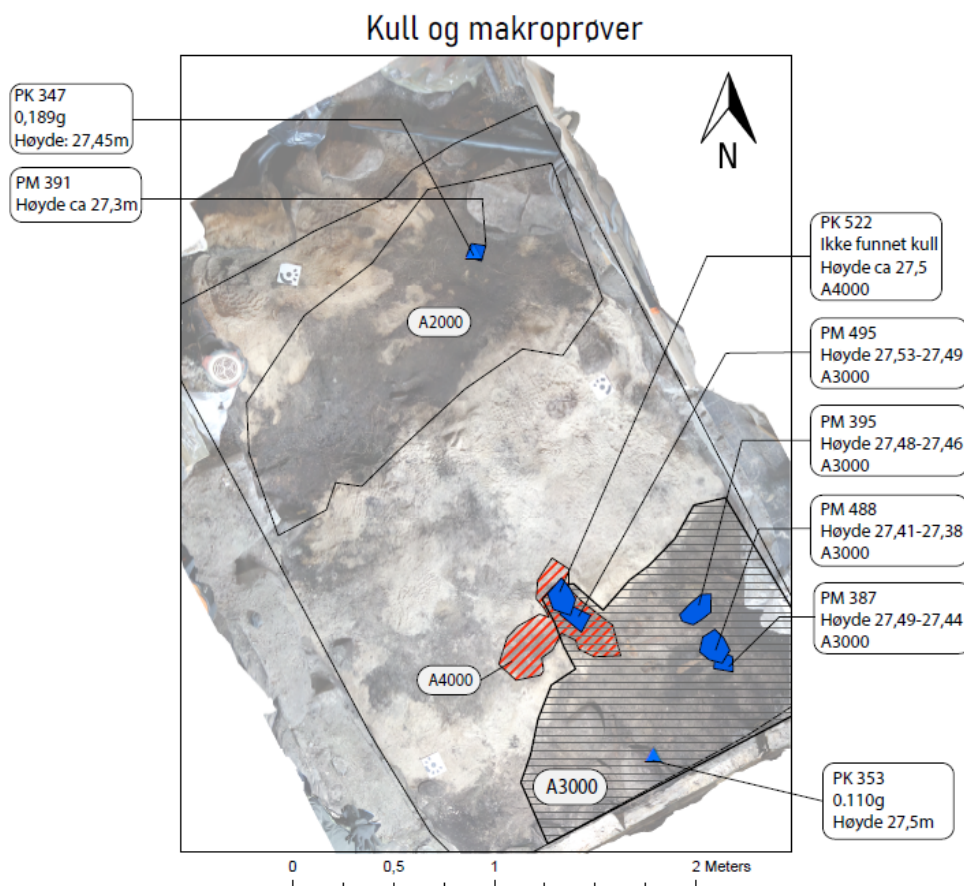 Kull og makroprøver
PK 347
0,189g
Høyde: 27,45m
PM 391
Høyde ca 27,3m
N
PK 522
Ikke funnet kull
Høyde ca 27,5
A4000
A2000
PM 495
Høyde 27,53-27,49
A3000
PM 395
Høyde 27,48-27,46
A3000
PM 488
Høyde 27,41-27,38
A3000
PM 387
Høyde 27,49-27,44
A3000
A4000
A3000
PK 353
0.110g
Høyde 27,5m
0 0,5 1 2 Meters